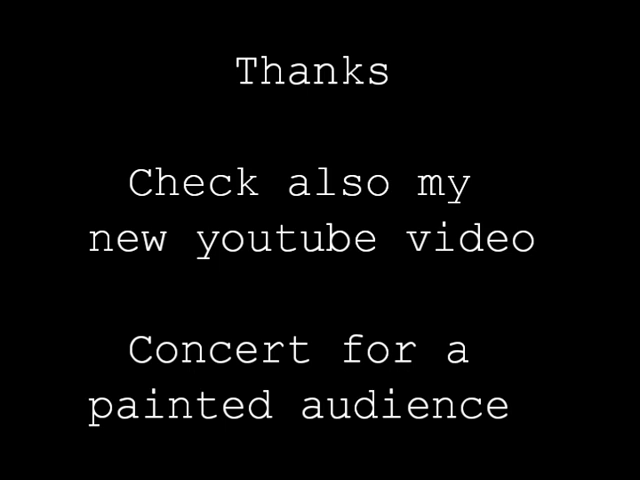 Thanks
Check also my
new youtube video
Concert for a
painted audience